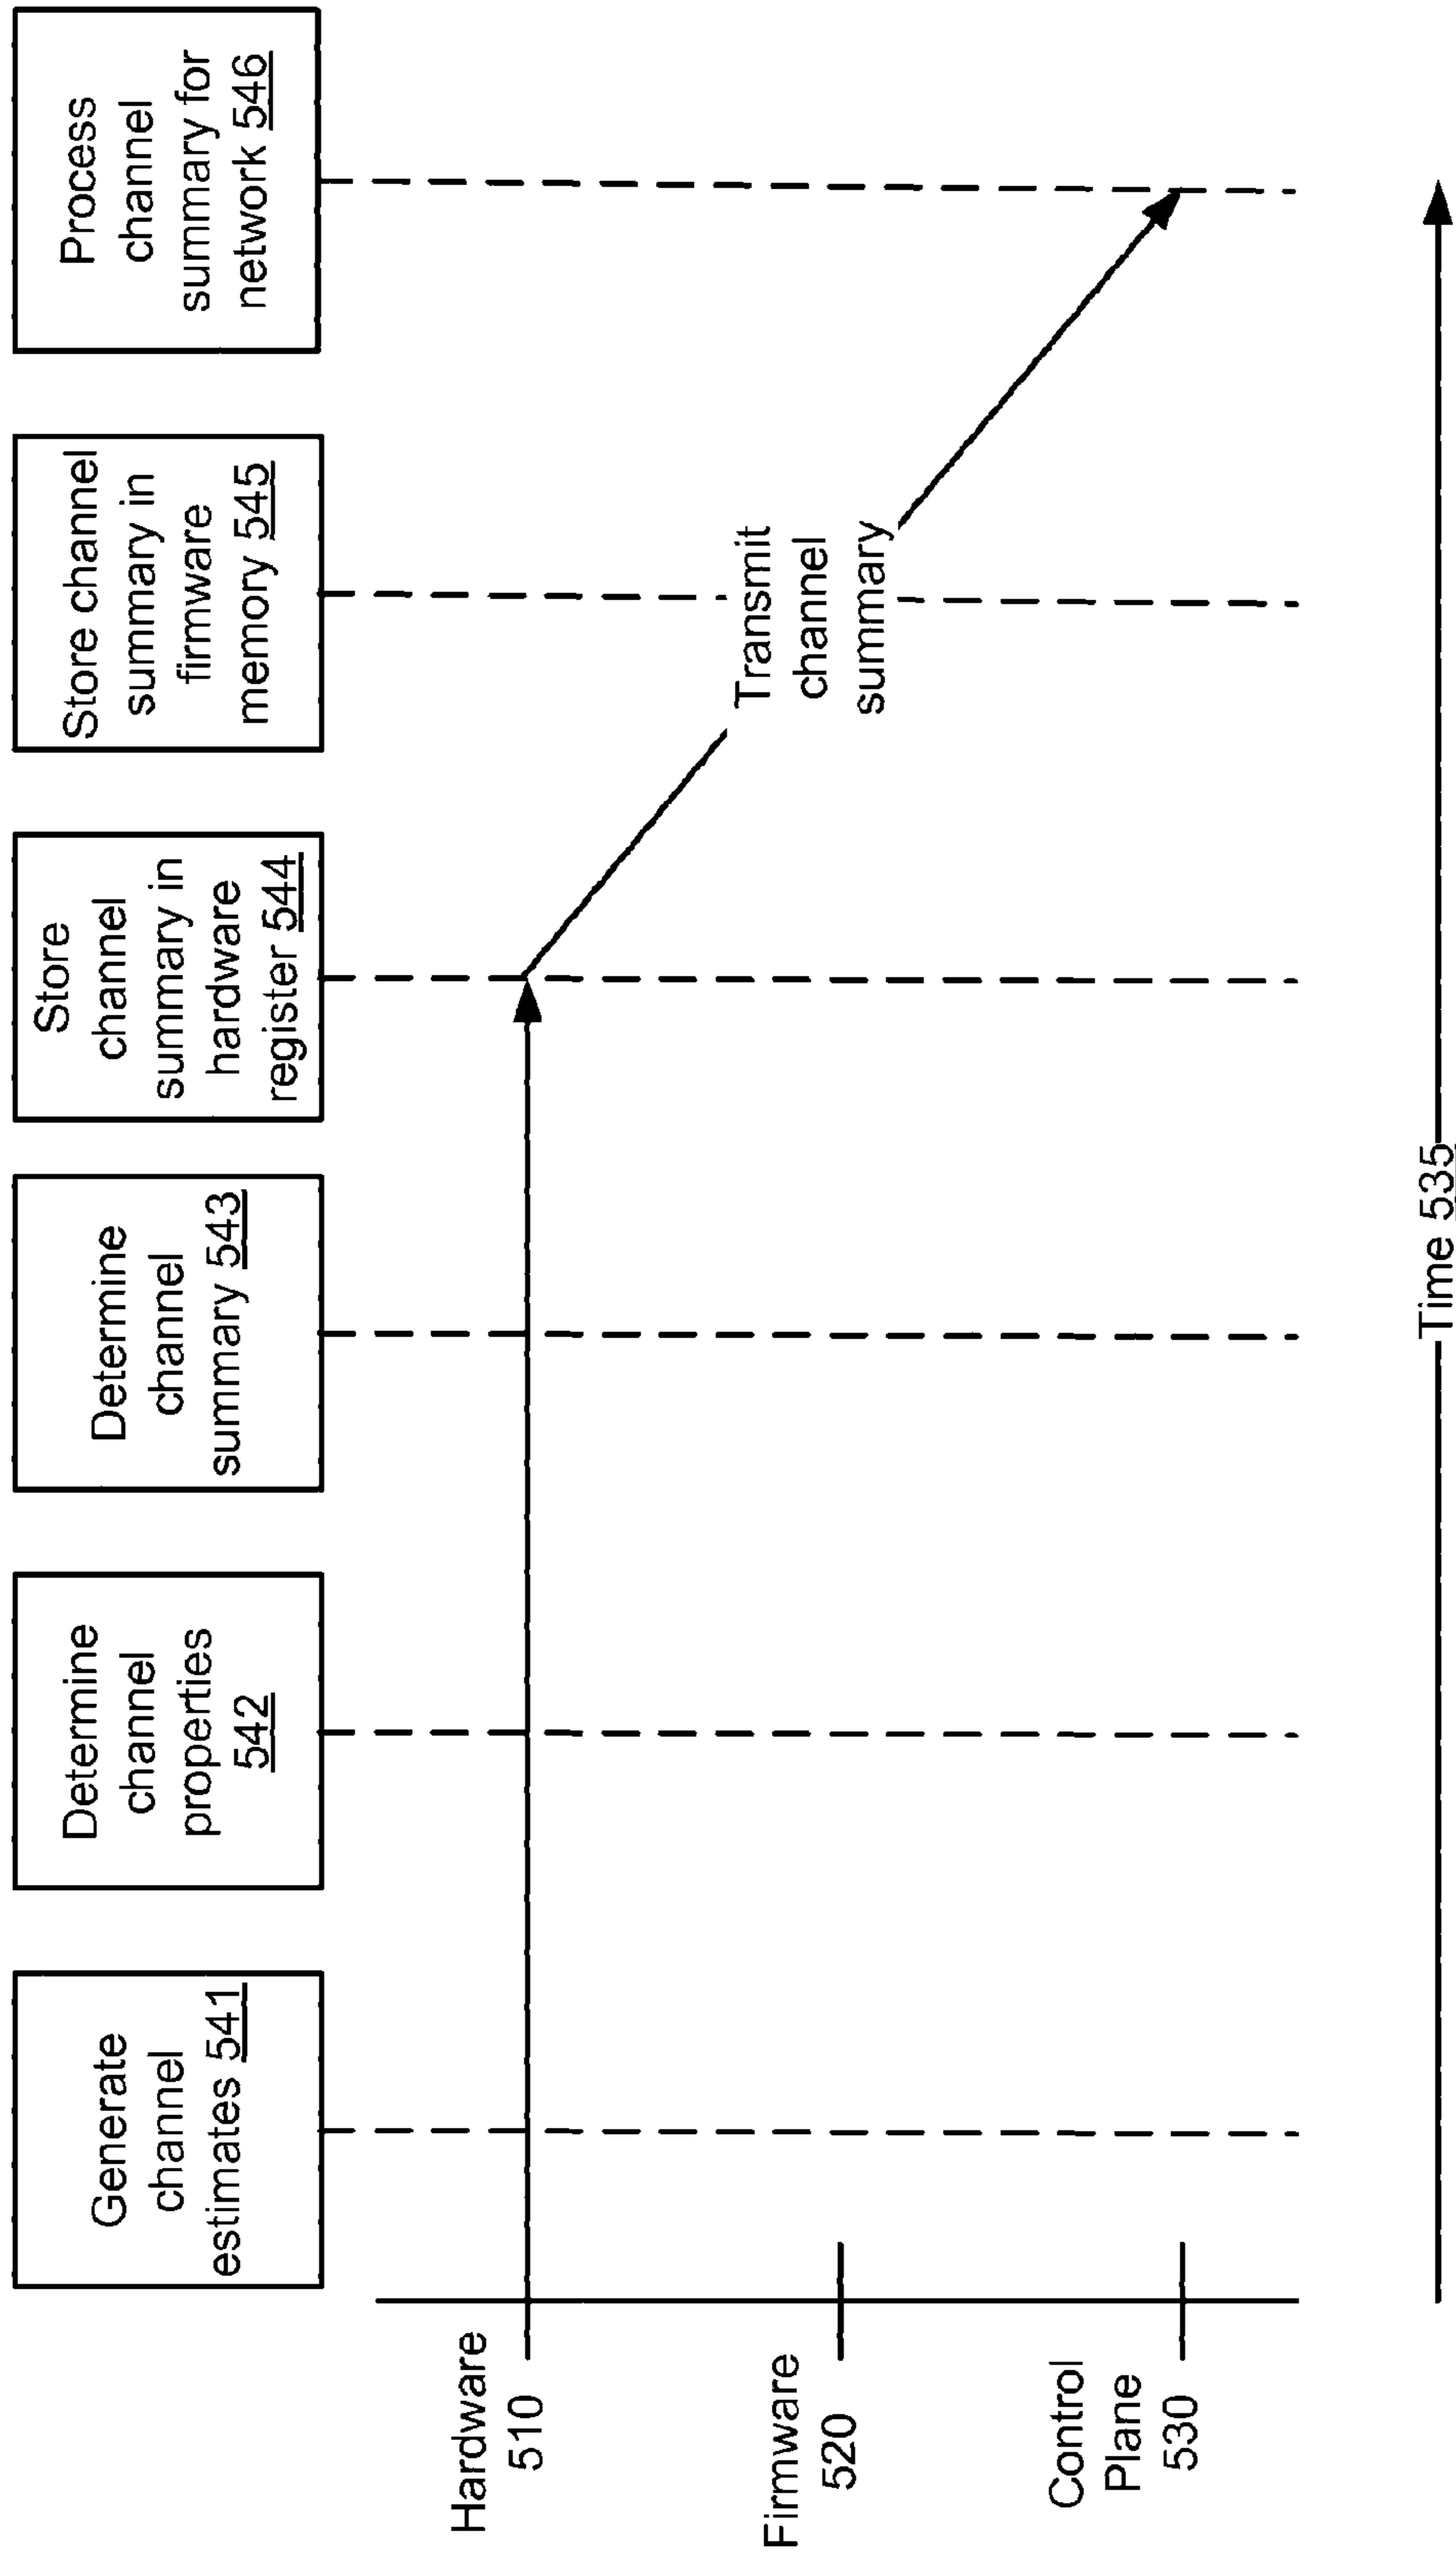 Generate
channel
estimates 541
Determine
channel
properties
542
Determine
channel
summary 543
Store
channel
summary in
hardware
register 544
Store channel
summary in
firmware
memory 545
Process
channel
summary for
network 546
Hardware
510
Transmit
channel
summary
Firmware
520
Control
Plane
530
Time 535